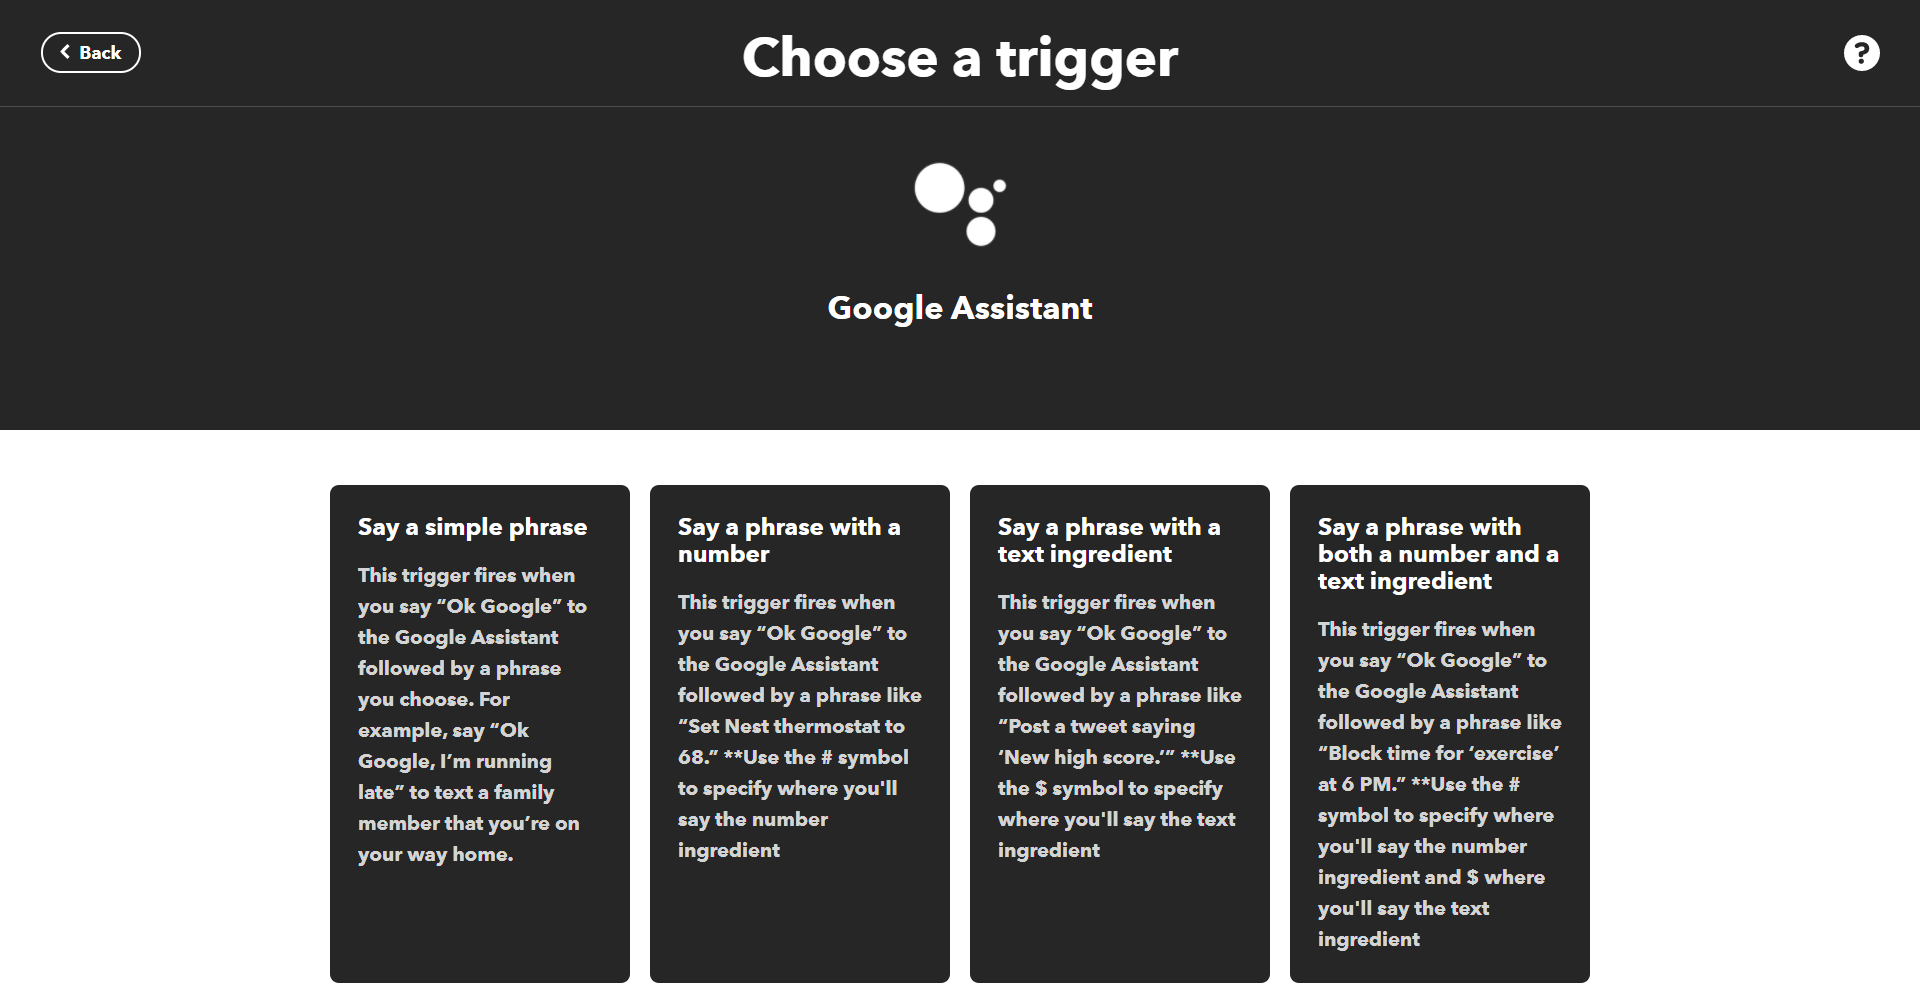 Back
Choose a trigger
?
Google Assistant
Say a simple phrase
This trigger fires when
you say “Ok Google” to
the Google Assistant
followed by a phrase
you choose. For
example, say “Ok
Google, I’m running
late” to text a family
member that you’re on
your way home.
Say a phrase with a
number
This trigger fires when
you say “Ok Google” to
the Google Assistant
followed by a phrase like
“Set Nest thermostat to
68.” **Use the # symbol
to specify where you'll
say the number
ingredient
Say a phrase with a
text ingredient
This trigger fires when
you say “Ok Google” to
the Google Assistant
followed by a phrase like
“Post a tweet saying
‘New high score.’” **Use
the $ symbol to specify
where you'll say the text
ingredient
Say a phrase with
both a number and a
text ingredient
This trigger fires when
you say “Ok Google” to
the Google Assistant
followed by a phrase like
“Block time for ‘exercise’
at 6 PM.” **Use the #
symbol to specify where
you'll say the number
ingredient and $ where
you'll say the text
ingredient